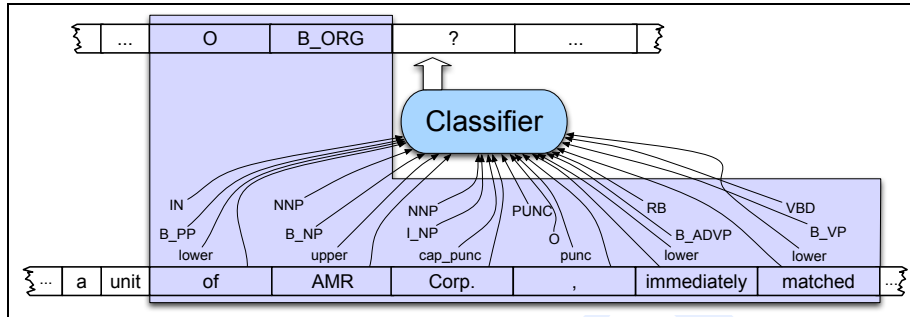 ... O B_ORG ? ...
Classifier
IN NNP NNP PUNC RB VBD
B_PP B_NP I_NP O B_ADVP B_VP
lower upper cap_punc punc lower lower
... a unit of AMR Corp. , immediately matched ...